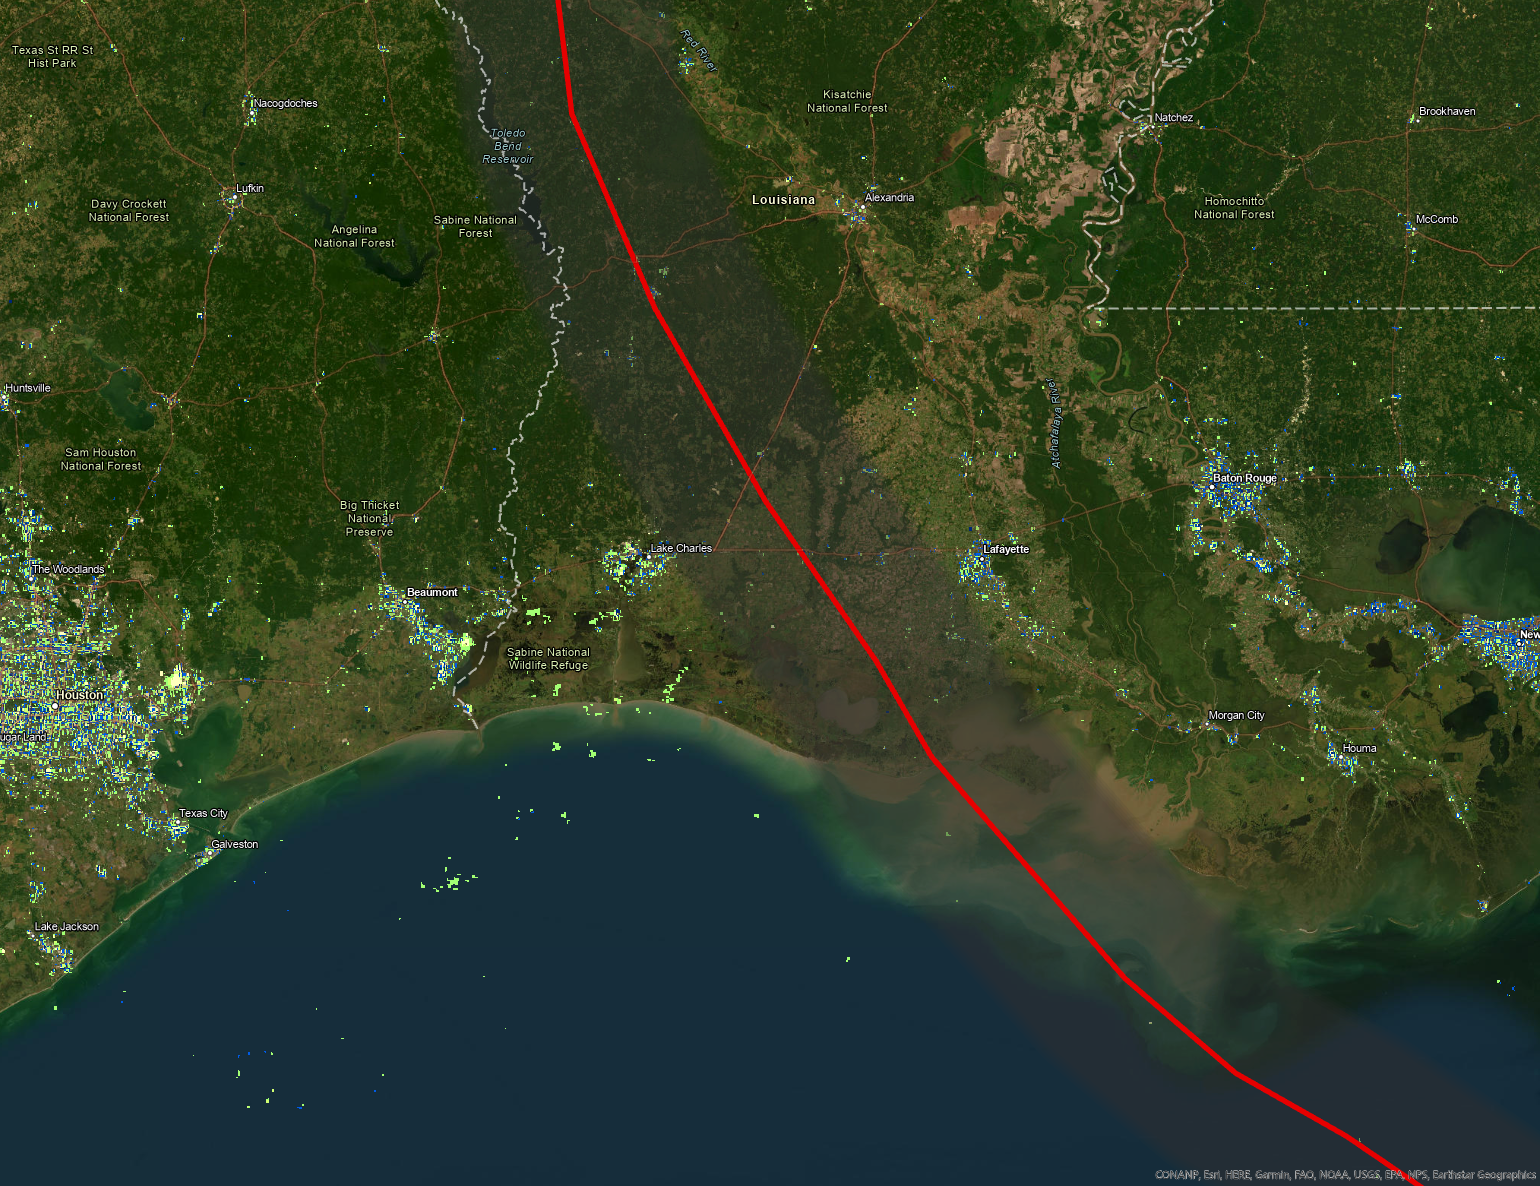 Texas St RR St
Hist Park
Nacogdoches
Red River
Kisatchie
National Forest
Natchez
Brookhaven
Toledo
Bend
Reservoir
Lufkin
Davy Crockett
National Forest
Angelina
National Forest
Sabine National
Forest
Louisiana
Alexandria
Homochitto
National Forest
McComb
Huntsville
Atchafalaya River
Sam Houston
National Forest
Big Thicket
National
Preserve
Baton Rouge
Lake Charles
Lafayette
The Woodlands
Beaumont
New
Sabine National
Wildlife Refuge
Houston
ugar Land
Morgan City
Houma
Texas City
Galveston
Lake Jackson
CONANP, Esri, HERE, Garmin, FAO, NOAA, USGS, EPA, NPS, Earthstar Geographics